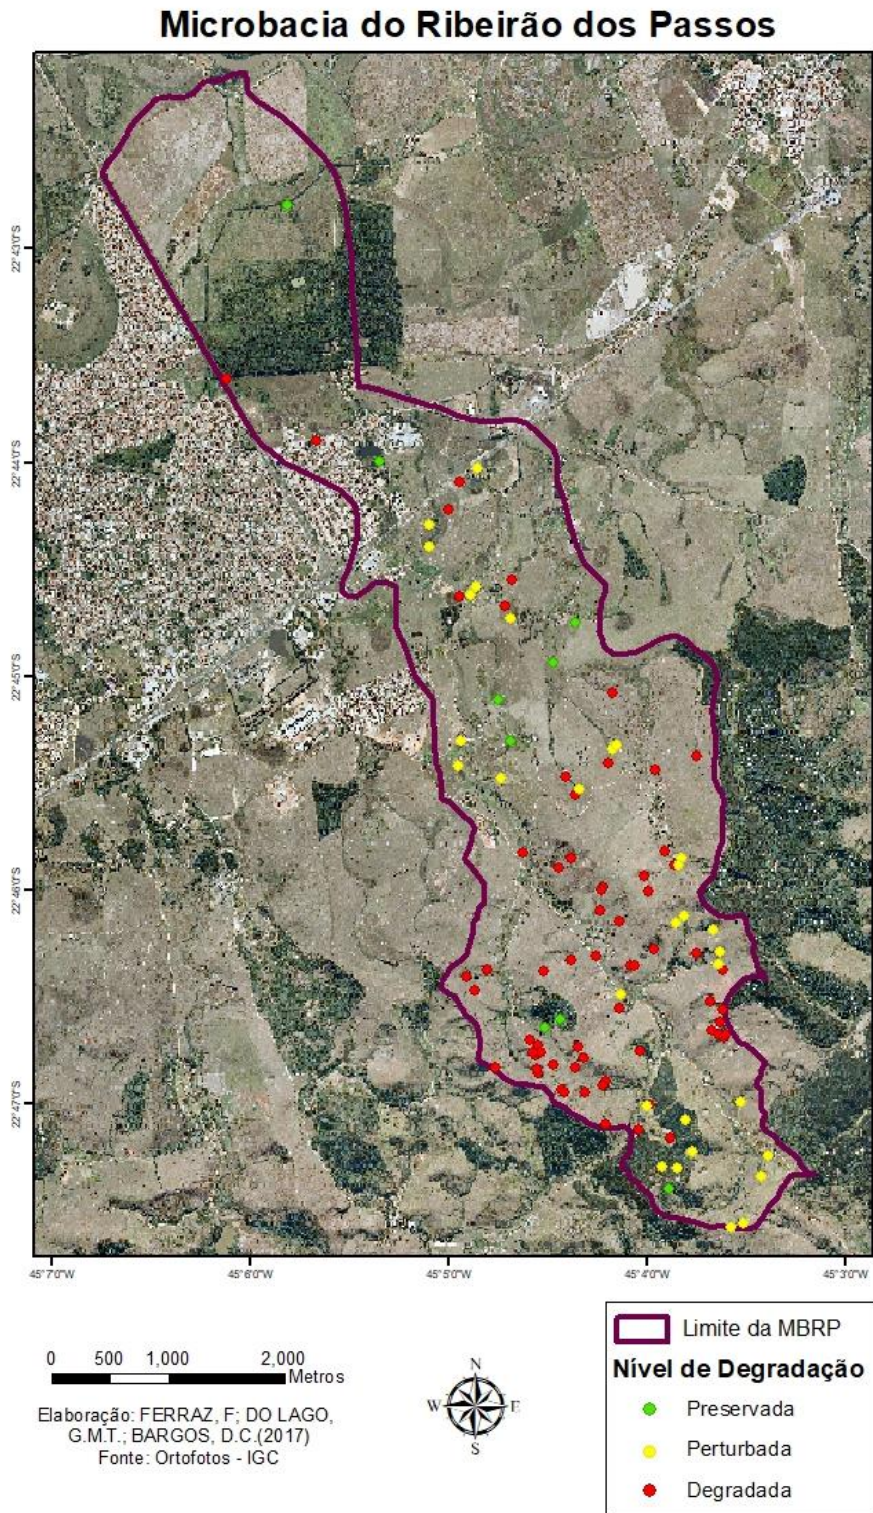 Microbacia do Ribeirão dos Passos
22°43'0"S
22°44'0"S
22°45'0"S
22°46'0"S
22°47'0"S
45°7'0"W
45°6'0"W
45°5'0"W
45°4'0"W
45°3'0"W
0 500 1,000 2,000
Metros
Elaboração: FERRAZ, F; DO LAGO,
G.M.T.; BARGOS, D.C.(2017)
Fonte: Ortofotos - IGC
N
W E
S
Limite da MBRP
Nível de Degradação
Preservada
Perturbada
Degradada